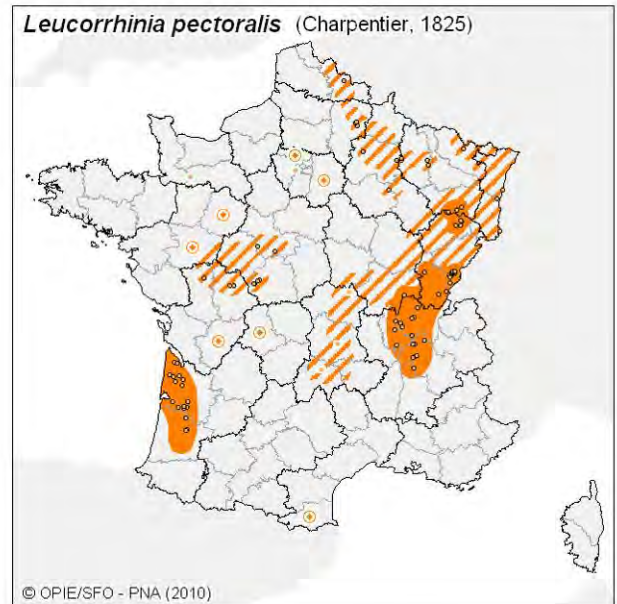 Leucorrhinia pectoralis (Charpentier, 1825)
© OPIE/SFO - PNA (2010)